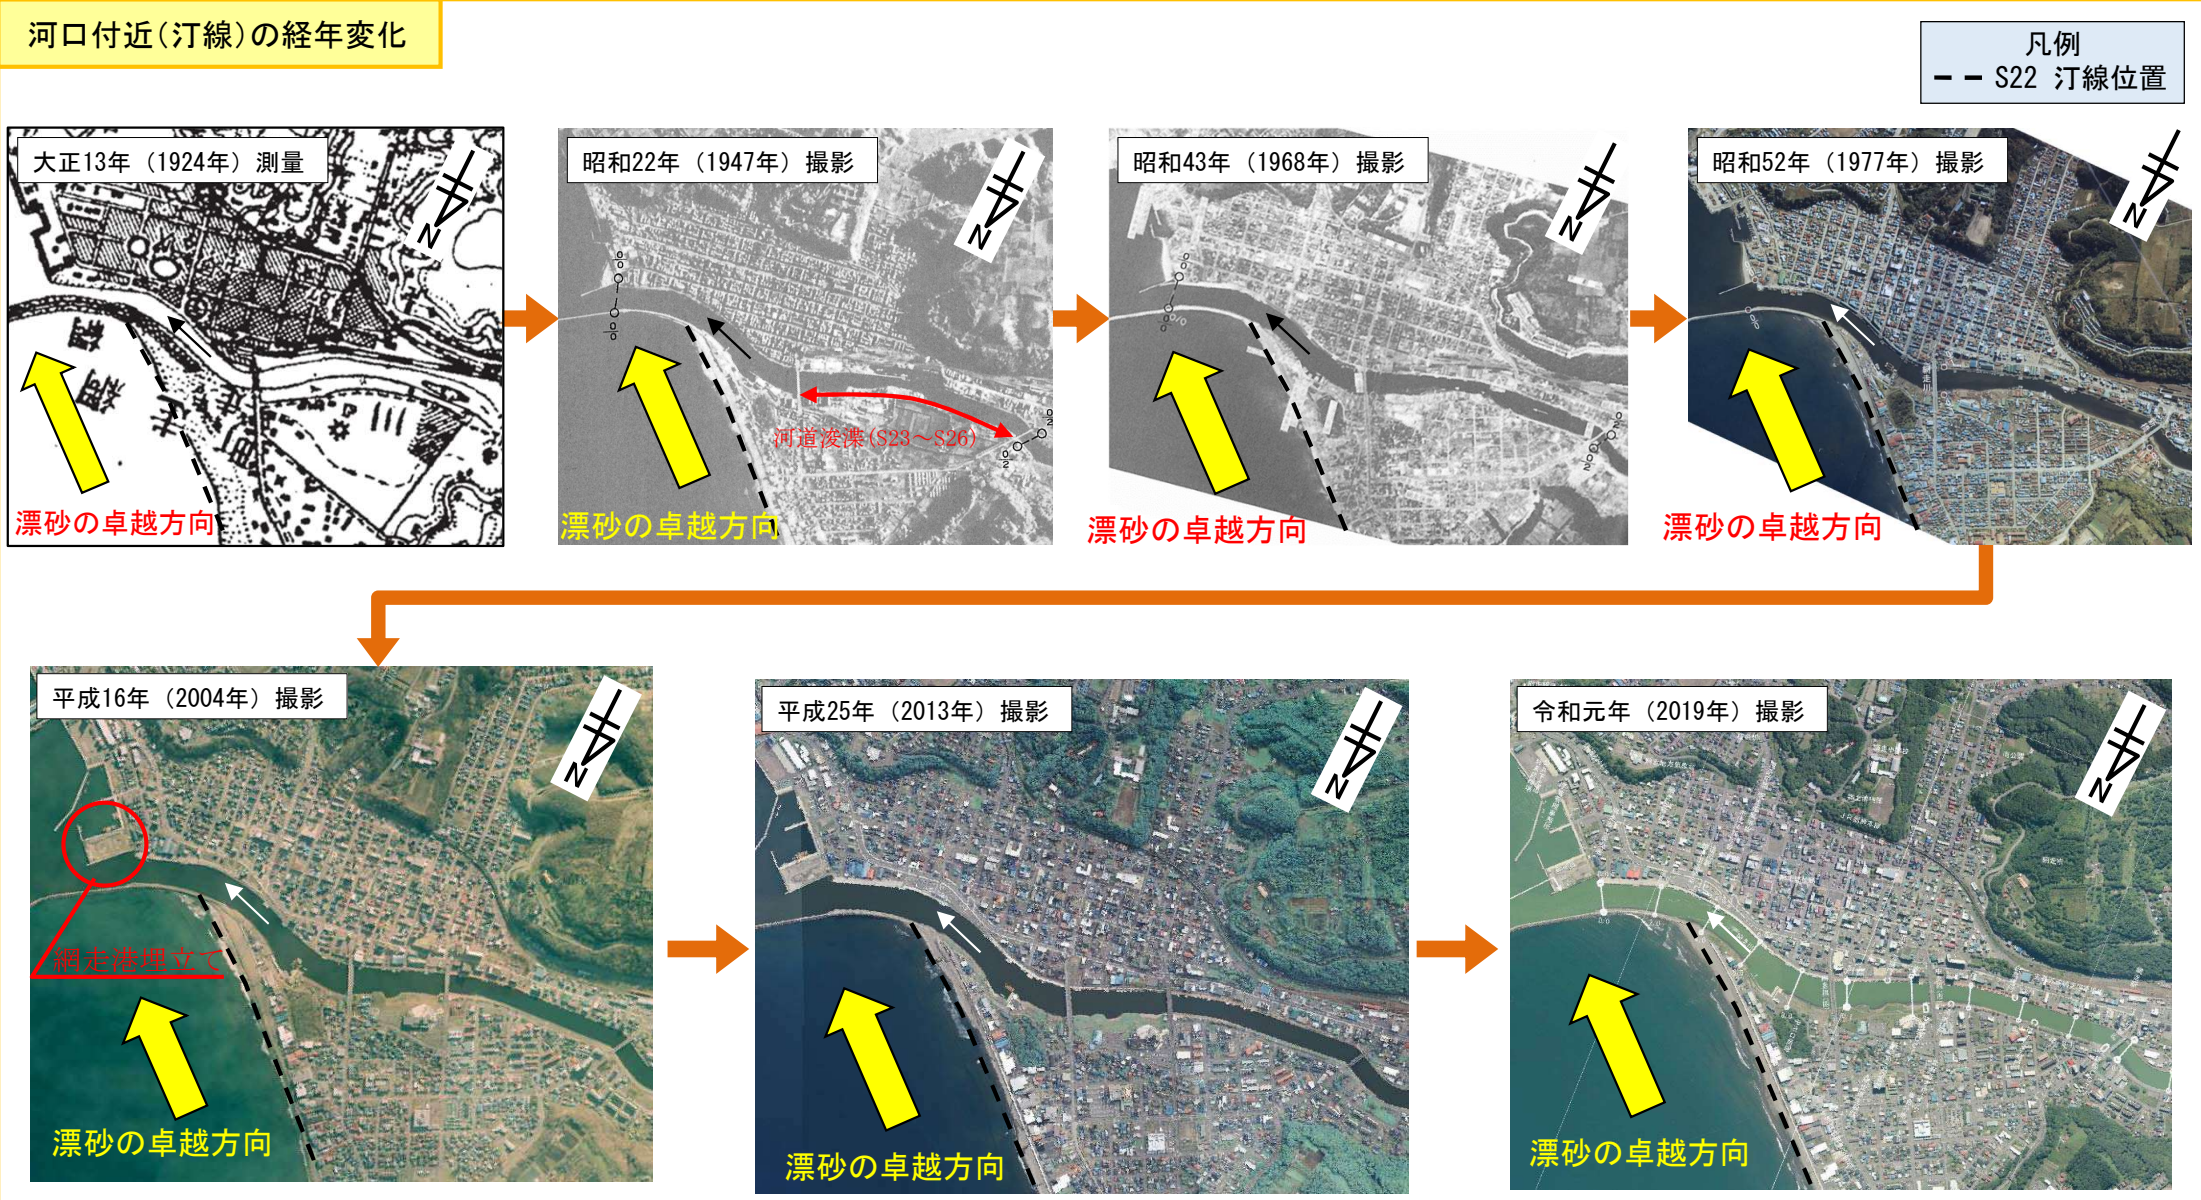 河口付近(汀線)の経年変化
凡例
S22 汀線位置
大正13年（1924年）測量
N
網
走
町
漂砂の卓越方向
昭和22年（1947年）撮影
N
河道浚渫(S23～S26)
漂砂の卓越方向
昭和43年（1968年）撮影
N
漂砂の卓越方向
昭和52年（1977年）撮影
N
網走川
漂砂の卓越方向
平成16年（2004年）撮影
N
網走港埋立て
漂砂の卓越方向
平成25年（2013年）撮影
N
漂砂の卓越方向
令和元年（2019年）撮影
N
漂砂の卓越方向